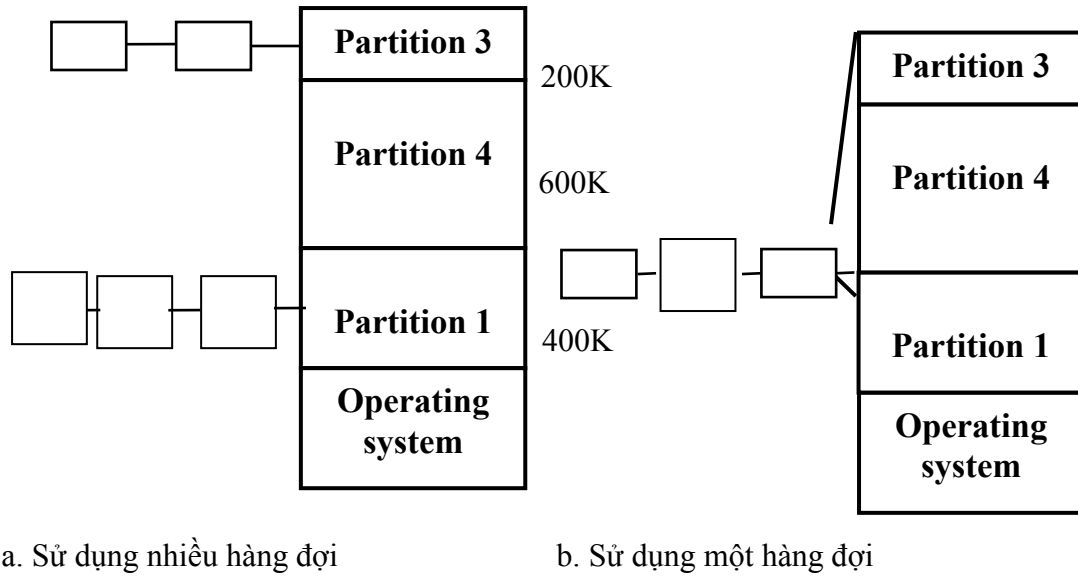 Partition 3
200K
Partition 4
600K
Partition 1
400K
Operating
system
Partition 3
Partition 4
Partition 1
Operating
system
a. Sử dụng nhiều hàng đợi
b. Sử dụng một hàng đợi